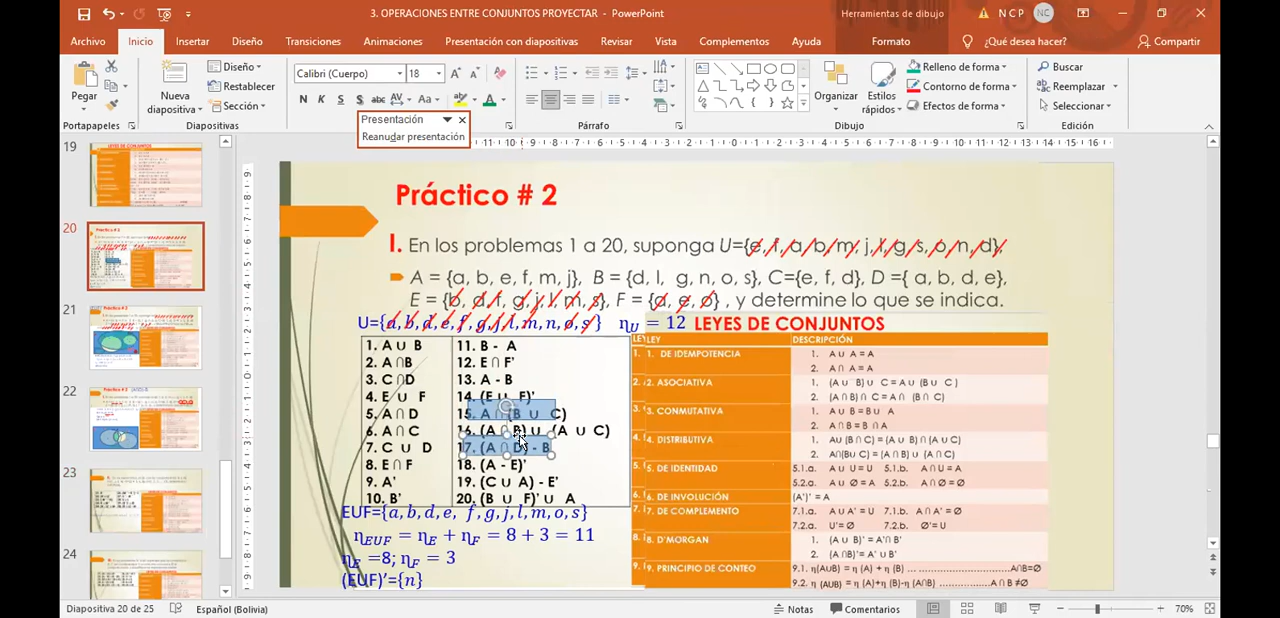 3. OPERACIONES ENTRE CONJUNTOS PROYECTAR - PowerPoint
Herramientas de dibujo
N C P
NC
Archivo Inicio Insertar Diseño Transiciones Animaciones Presentación con diapositivas Revisar Vista Complementos Ayuda Formato ¿Qué desea hacer? Compartir
Pegar
Nueva diapositiva
Diseño
Restablecer
Sección
Calibri (Cuerpo) 18
N K S S abc AV Aa A
Organizar
Estilos rápidos
Relleno de forma
Contorno de forma
Efectos de forma
Buscar
Reemplazar
Seleccionar
Presentación
Reanudar presentación
Portapapeles Diapositivas Párrafo Dibujo Edición
19
20
21
22
23
24
Práctico # 2
I. En los problemas 1 a 20, suponga U={e, f, a, b, m, j, l, g, s, o, n, d},
A = {a, b, e, f, m, j}, B = {d, l, g, n, o, s}, C={e, f, d}, D ={ a, b, d, e},
E = {b, d, f, g, j, l, m, s}, F = {a, e, o} , y determine lo que se indica.
U={a, b, d, e, f, g, j, l, m, n, o, s } ηU = 12
1. A ∪ B
2. A ∩ B
3. C ∩ D
4. E ∪ F
5. A ∩ D
6. A ∩ C
7. C ∪ D
8. E ∩ F
9. A'
10. B'
11. B - A
12. E ∩ F'
13. A - B
14. (E ∪ F)'
15. A ∩ (B ∪ C)
16. (A ∩ B) ∪ (A ∪ C)
17. (A ∩ D) - B
18. (A - E)'
19. (C ∪ A) - E'
20. (B ∪ F)' ∪ A
EUF={a, b, d, e, f, g, j, l, m, o, s}
ηEUF = ηE + ηF = 8 + 3 = 11
ηE =8; ηF = 3
(EUF)'={n}
LEYES DE CONJUNTOS
LEY DESCRIPCIÓN
1. DE IDEMPOTENCIA
1. A ∪ A = A
2. A ∩ A = A
2. ASOCIATIVA
1. (A ∪ B) ∪ C = A ∪ (B ∪ C )
2. (A ∩ B) ∩ C = A ∩ (B ∩ C )
3. CONMUTATIVA
1. A ∪ B = B ∪ A
2. A ∩ B = B ∩ A
4. DISTRIBUTIVA
1. A∪ (B ∩ C) = (A ∪ B) ∩ (A ∪ C )
2. A∩(B∪ C) = (A ∩ B) ∪ (A ∩ C )
5. DE IDENTIDAD
5.1.a. A ∪ U = U 5.1.b. A ∩ U = A
5.2.a. A ∪ Ø = A 5.2.b. A ∩ Ø = Ø
6. DE INVOLUCIÓN
(A')' = A
7. DE COMPLEMENTO
7.1.a. A ∪ A' = U 7.1.b. A ∩ A' = Ø
7.2.a. U'= Ø 7.2.b. Ø'= U
8. D'MORGAN
1. (A ∪ B)' = A'∩ B'
2. (A ∩B)'= A' ∪ B'
9. PRINCIPIO DE CONTEO
9.1. η(A∪B) = η (A) + η (B) ... A∩B=Ø
9.2. η (A∪B) = η (A)+η (B)-η (A∩B) ... A∩B ≠Ø
Diapositiva 20 de 25
Español (Bolivia)
Notas
Comentarios
70%